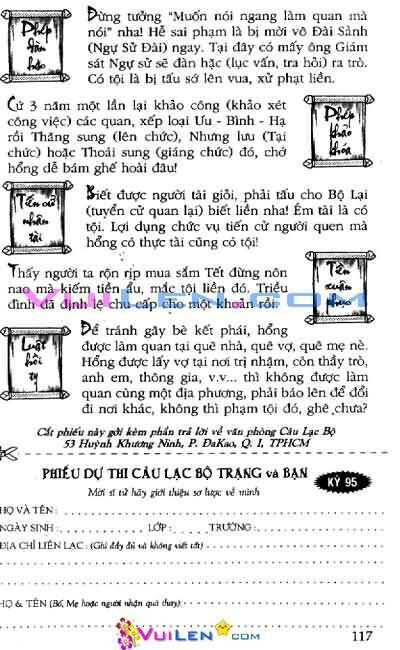 Phép đàn hặc
Đừng tưởng "Muốn nói ngang làm quan mà
nói" nha! Hễ sai phạm là bị mời vô Đài Sảnh
(Ngự Sử Đài) ngay. Tại đây có mấy ông Giám
sát Ngự sử sẽ đàn hặc (lục vấn, tra hỏi) ra trò.
Có tội là bị tấu sớ lên vua, xử phạt liền.
Cứ 3 năm một lần lại khảo công (khảo xét
công việc) các quan, xếp loại Ưu - Bình - Hạ
rồi Thăng sung (lên chức), Nhưng lưu (Tại
chức) hoặc Thoái sung (giáng chức) đó, chớ
hổng dễ bám ghế hoài đâu!
Phép khảo khóa
Tiến cử nhân tài
Biết được người tài giỏi, phải tấu cho Bộ Lại
(tuyển cử quan lại) biết liền nha! Ém tài là có
tội. Lợi dụng chức vụ tiến cử người quen mà
hổng có thực tài cũng có tội!
Thấy người ta rộn rịp mua sắm Tết đừng nôn
nao mà kiếm tiền ẩu, mắc tội liền đó. Triều
đình đã định lệ chu cấp cho một khoản rồi.
Tiền xuân phục
VUILEN.COM
Luật hồi tỵ
Để tránh gây bè kết phái, hổng
được làm quan tại quê nhà, quê vợ, quê mẹ nè.
Hổng được lấy vợ tại nơi trị nhậm, còn thầy trò,
anh em, thông gia, v.v... thì không được làm
quan cùng một địa phương, phải báo lên để đổi
đi nơi khác, không thì phạm tội đó, ghê chưa?
Cắt phiếu này gởi kèm phần trả lời về văn phòng Câu Lạc Bộ
53 Huỳnh Khương Ninh, P. ĐaKao, Q. I, TPHCM
PHIẾU DỰ THI CÂU LẠC BỘ TRẠNG và BẠN
KỲ 95
Mời sĩ tử hãy giới thiệu sơ lược về mình
HỌ VÀ TÊN :
NGÀY SINH : LỚP : TRƯỜNG :
ĐỊA CHỈ LIÊN LẠC : (Ghi đầy đủ và không viết tắt)
HỌ & TÊN (Bố, Mẹ hoặc người nhận quà thay):
VUILEN.COM
117